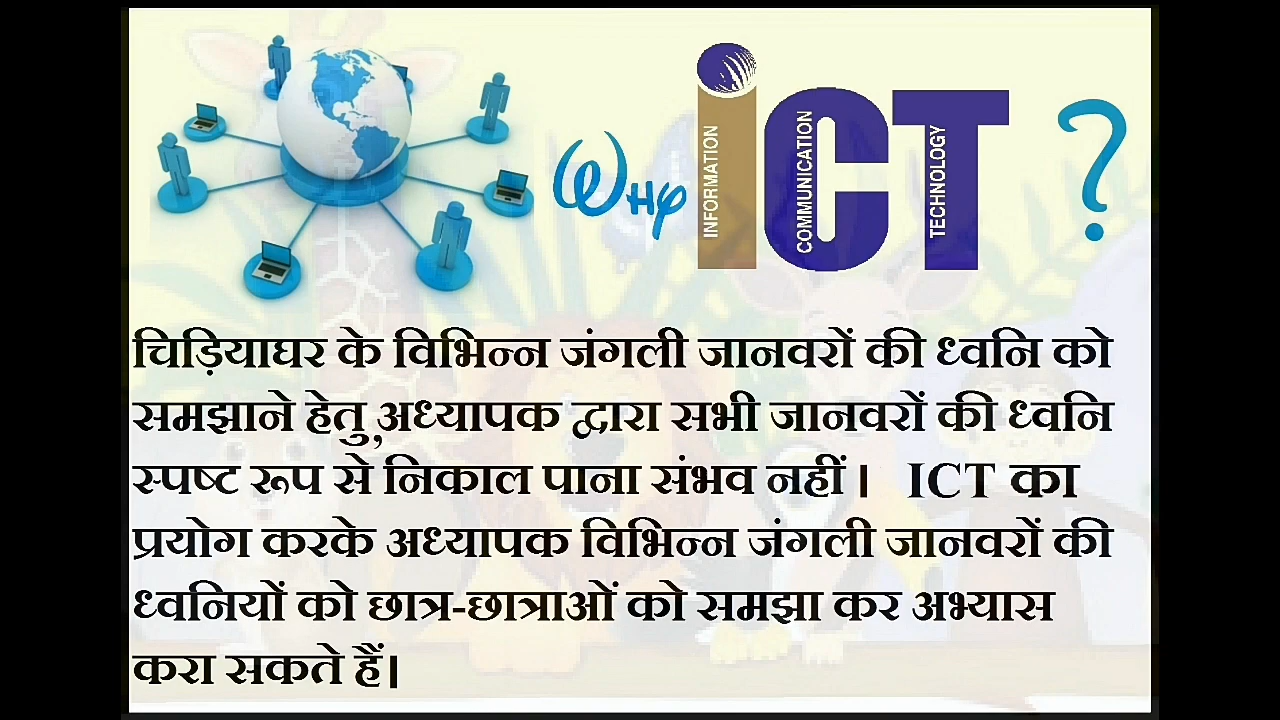 Why iCT ?
INFORMATION
COMMUNICATION
TECHNOLOGY
चिड़ियाघर के विभिन्न जंगली जानवरों की ध्वनि को
समझाने हेतु,अध्यापक द्वारा सभी जानवरों की ध्वनि
स्पष्ट रूप से निकाल पाना संभव नहीं। ICT का
प्रयोग करके अध्यापक विभिन्न जंगली जानवरों की
ध्वनियों को छात्र-छात्राओं को समझा कर अभ्यास
करा सकते हैं।